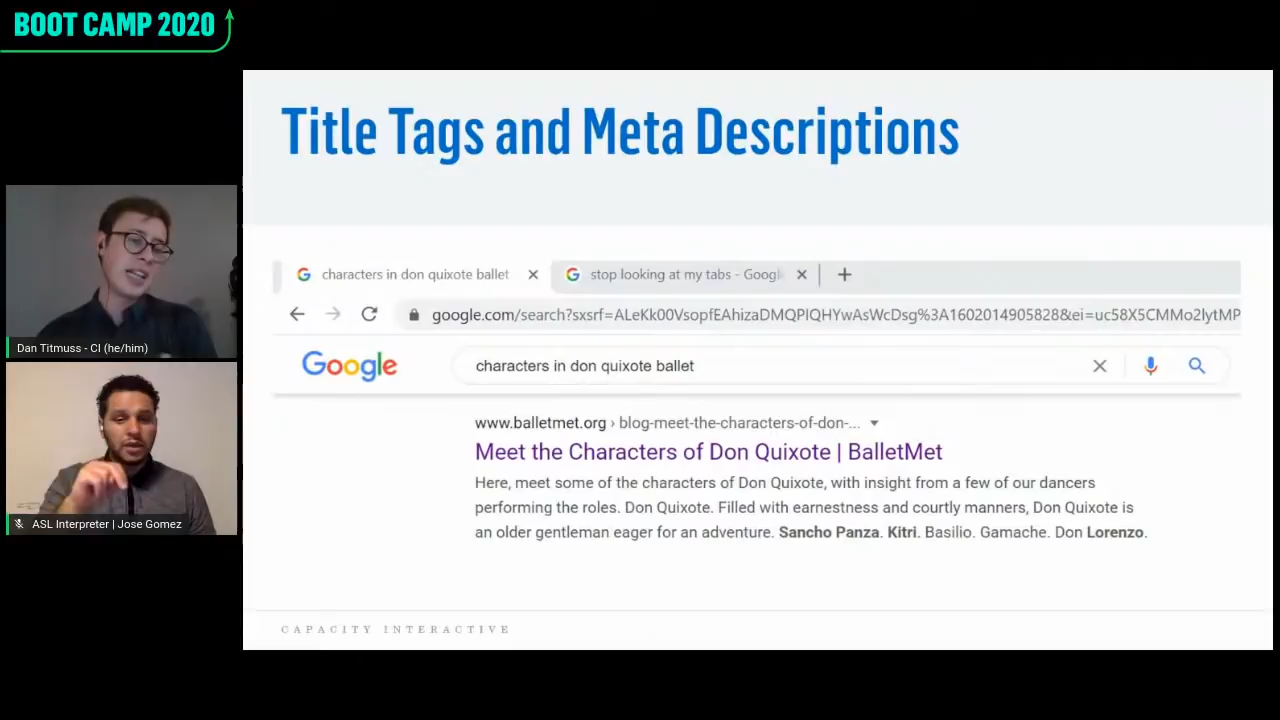 BOOT CAMP 2020
Title Tags and Meta Descriptions
characters in don quixote ballet
stop looking at my tabs - Googl
google.com/search?sxsrf=ALeKk00VsopfEAhizaDMQPIQHYwAsWcDsg%3A1602014905828&ei=uc58X5CMMo2IytMP
Google
characters in don quixote ballet
www.balletmet.org › blog-meet-the-characters-of-don-...
Meet the Characters of Don Quixote | BalletMet
Here, meet some of the characters of Don Quixote, with insight from a few of our dancers
performing the roles. Don Quixote. Filled with earnestness and courtly manners, Don Quixote is
an older gentleman eager for an adventure. Sancho Panza. Kitri. Basilio. Gamache. Don Lorenzo.
CAPACITY INTERACTIVE
Dan Titmuss - CI (he/him)
ASL Interpreter | Jose Gomez